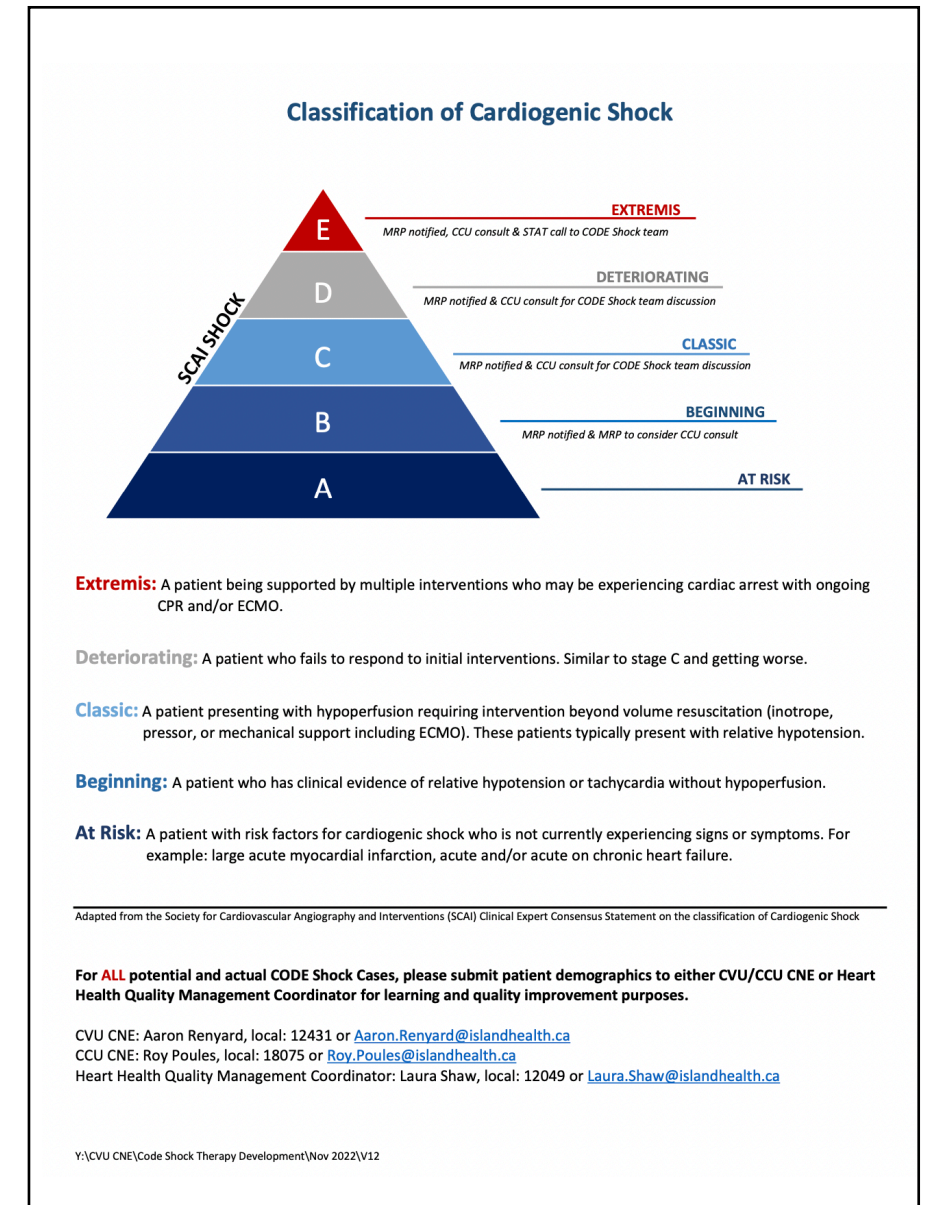 Classification of Cardiogenic Shock
SCAI SHOCK
E
EXTREMIS
MRP notified, CCU consult & STAT call to CODE Shock team
D
DETERIORATING
MRP notified & CCU consult for CODE Shock team discussion
C
CLASSIC
MRP notified & CCU consult for CODE Shock team discussion
B
BEGINNING
MRP notified & MRP to consider CCU consult
A
AT RISK
Extremis: A patient being supported by multiple interventions who may be experiencing cardiac arrest with ongoing
CPR and/or ECMO.
Deteriorating: A patient who fails to respond to initial interventions. Similar to stage C and getting worse.
Classic: A patient presenting with hypoperfusion requiring intervention beyond volume resuscitation (inotrope,
pressor, or mechanical support including ECMO). These patients typically present with relative hypotension.
Beginning: A patient who has clinical evidence of relative hypotension or tachycardia without hypoperfusion.
At Risk: A patient with risk factors for cardiogenic shock who is not currently experiencing signs or symptoms. For
example: large acute myocardial infarction, acute and/or acute on chronic heart failure.
Adapted from the Society for Cardiovascular Angiography and Interventions (SCAI) Clinical Expert Consensus Statement on the classification of Cardiogenic Shock
For ALL potential and actual CODE Shock Cases, please submit patient demographics to either CVU/CCU CNE or Heart
Health Quality Management Coordinator for learning and quality improvement purposes.
CVU CNE: Aaron Renyard, local: 12431 or Aaron.Renyard@islandhealth.ca
CCU CNE: Roy Poules, local: 18075 or Roy.Poules@islandhealth.ca
Heart Health Quality Management Coordinator: Laura Shaw, local: 12049 or Laura.Shaw@islandhealth.ca
Y:\CVU CNE\Code Shock Therapy Development\Nov 2022\V12